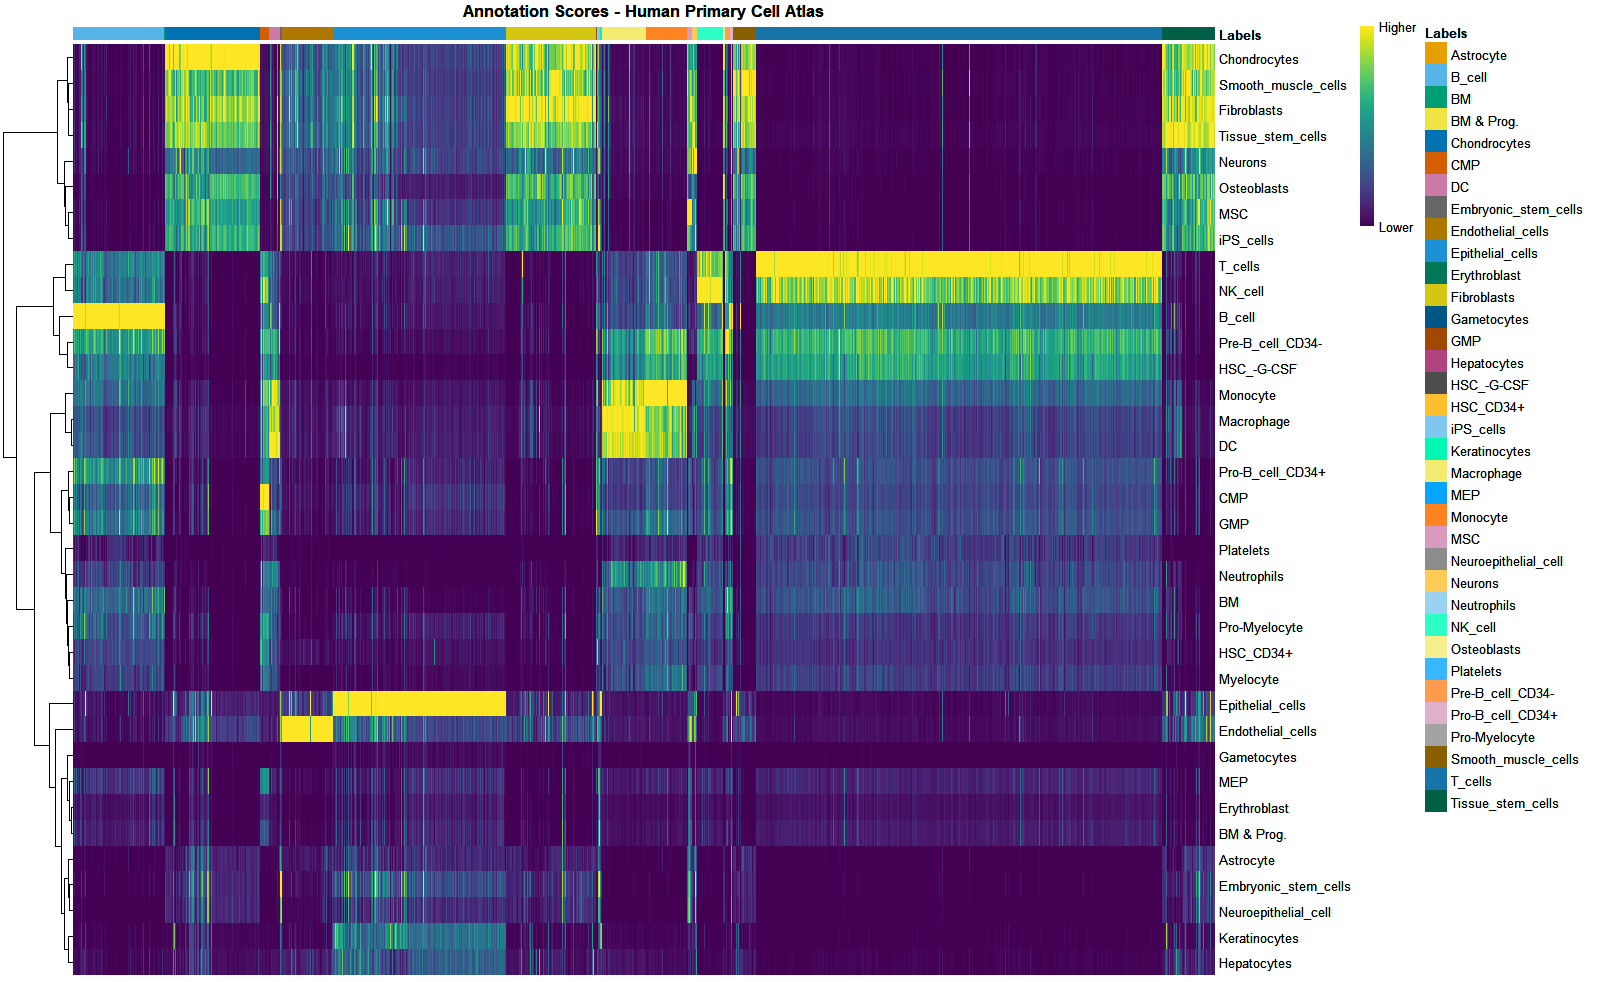 Annotation Scores - Human Primary Cell Atlas
Labels
Chondrocytes
Smooth_muscle_cells
Fibroblasts
Tissue_stem_cells
Neurons
Osteoblasts
MSC
iPS_cells
T_cells
NK_cell
B_cell
Pre-B_cell_CD34-
HSC_-G-CSF
Monocyte
Macrophage
DC
Pro-B_cell_CD34+
CMP
GMP
Platelets
Neutrophils
BM
Pro-Myelocyte
HSC_CD34+
Myelocyte
Epithelial_cells
Endothelial_cells
Gametocytes
MEP
Erythroblast
BM & Prog.
Astrocyte
Embryonic_stem_cells
Neuroepithelial_cell
Keratinocytes
Hepatocytes
Higher
Lower
Labels
Astrocyte
B_cell
BM
BM & Prog.
Chondrocytes
CMP
DC
Embryonic_stem_cells
Endothelial_cells
Epithelial_cells
Erythroblast
Fibroblasts
Gametocytes
GMP
Hepatocytes
HSC_-G-CSF
HSC_CD34+
iPS_cells
Keratinocytes
Macrophage
MEP
Monocyte
MSC
Neuroepithelial_cell
Neurons
Neutrophils
NK_cell
Osteoblasts
Platelets
Pre-B_cell_CD34-
Pro-B_cell_CD34+
Pro-Myelocyte
Smooth_muscle_cells
T_cells
Tissue_stem_cells